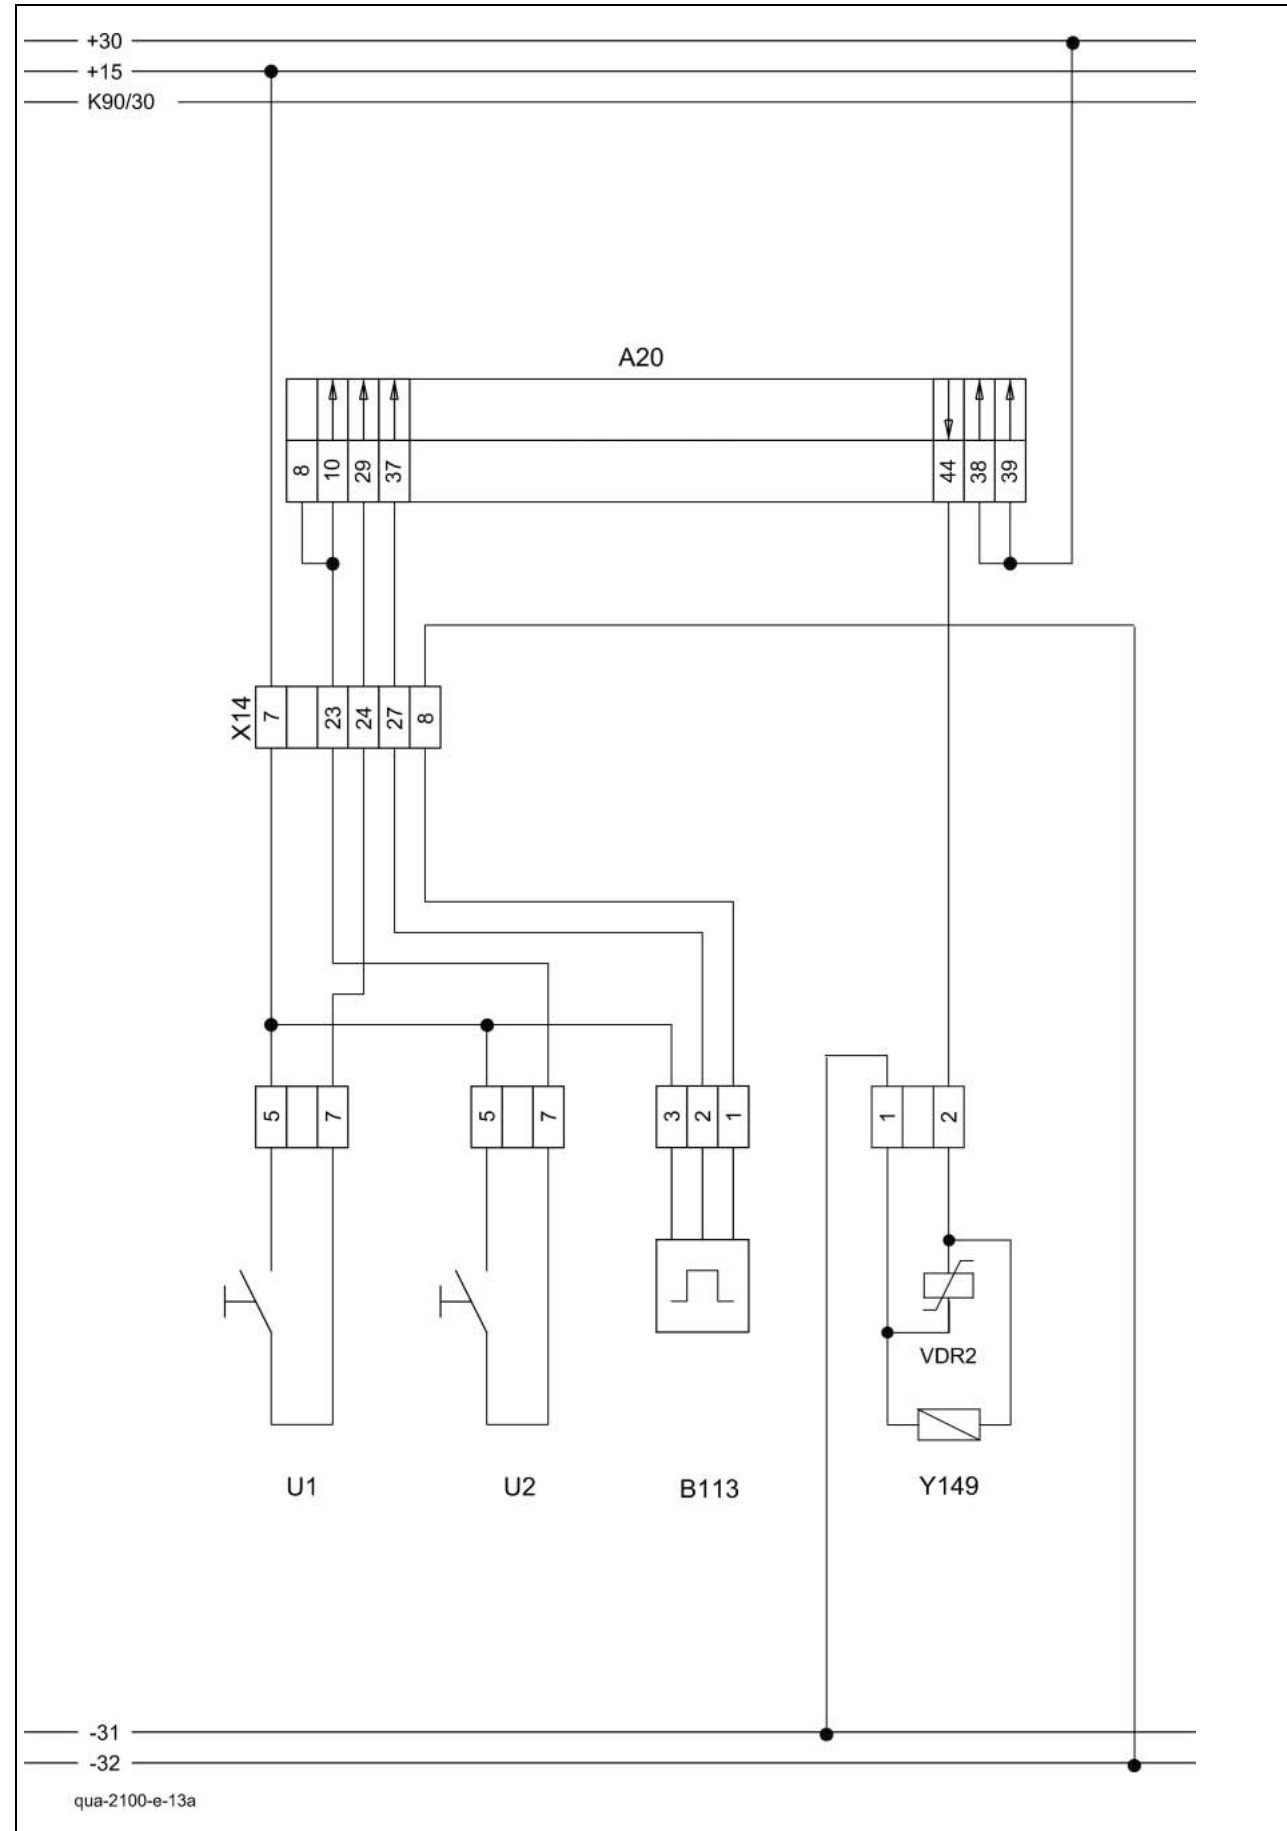 +30
+15
K90/30
A20
8 10 29 37 44 38 39
X14 7 23 24 27 8
5 7 5 7 3 2 1 1 2
VDR2
U1 U2 B113 Y149
-31
-32
qua-2100-e-13a